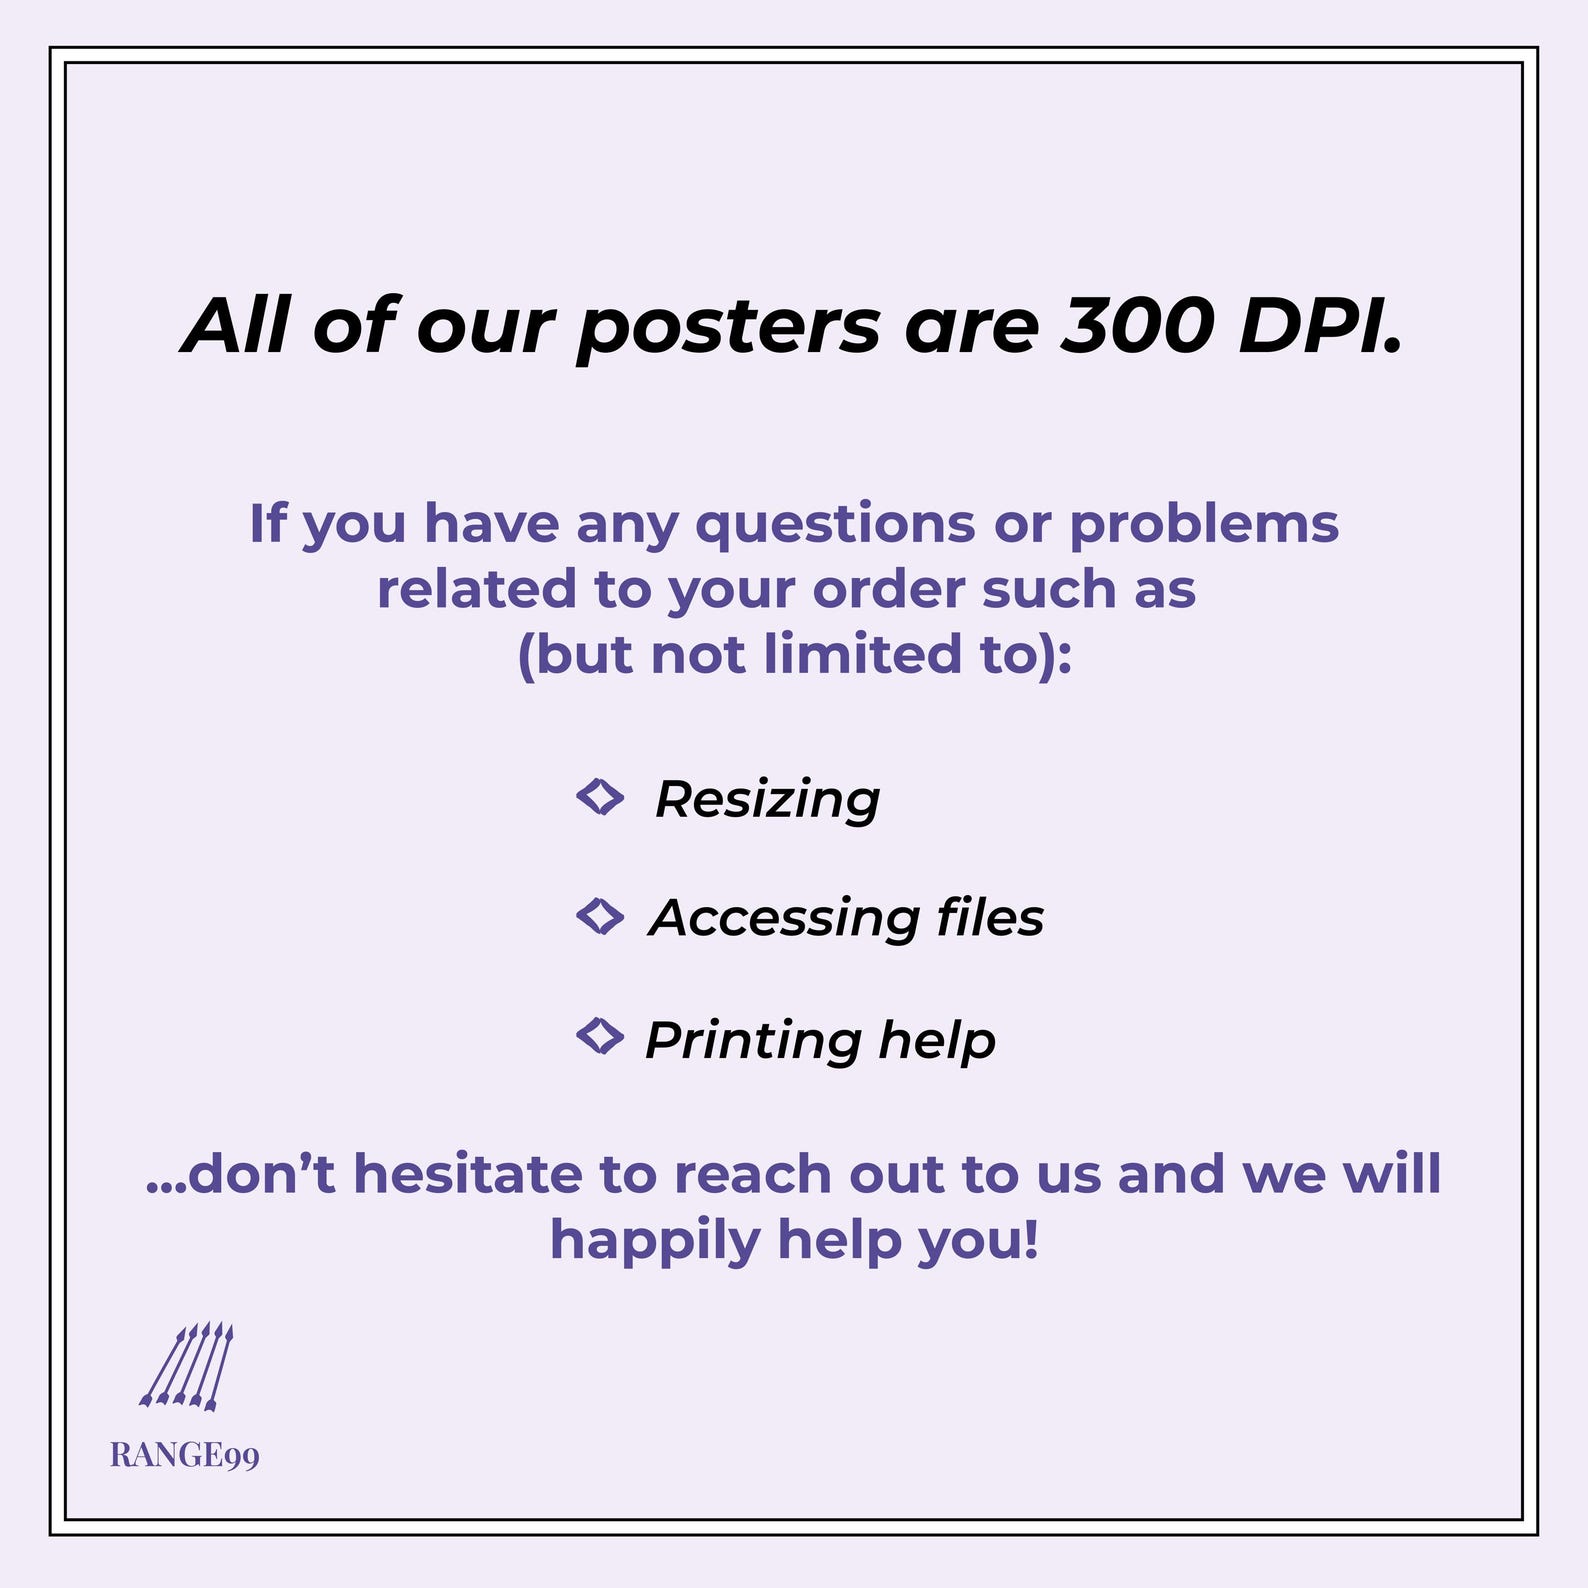 All of our posters are 300 DPI.
If you have any questions or problems
related to your order such as
(but not limited to):
Resizing
Accessing files
Printing help
...don’t hesitate to reach out to us and we will
happily help you!
RANGE99